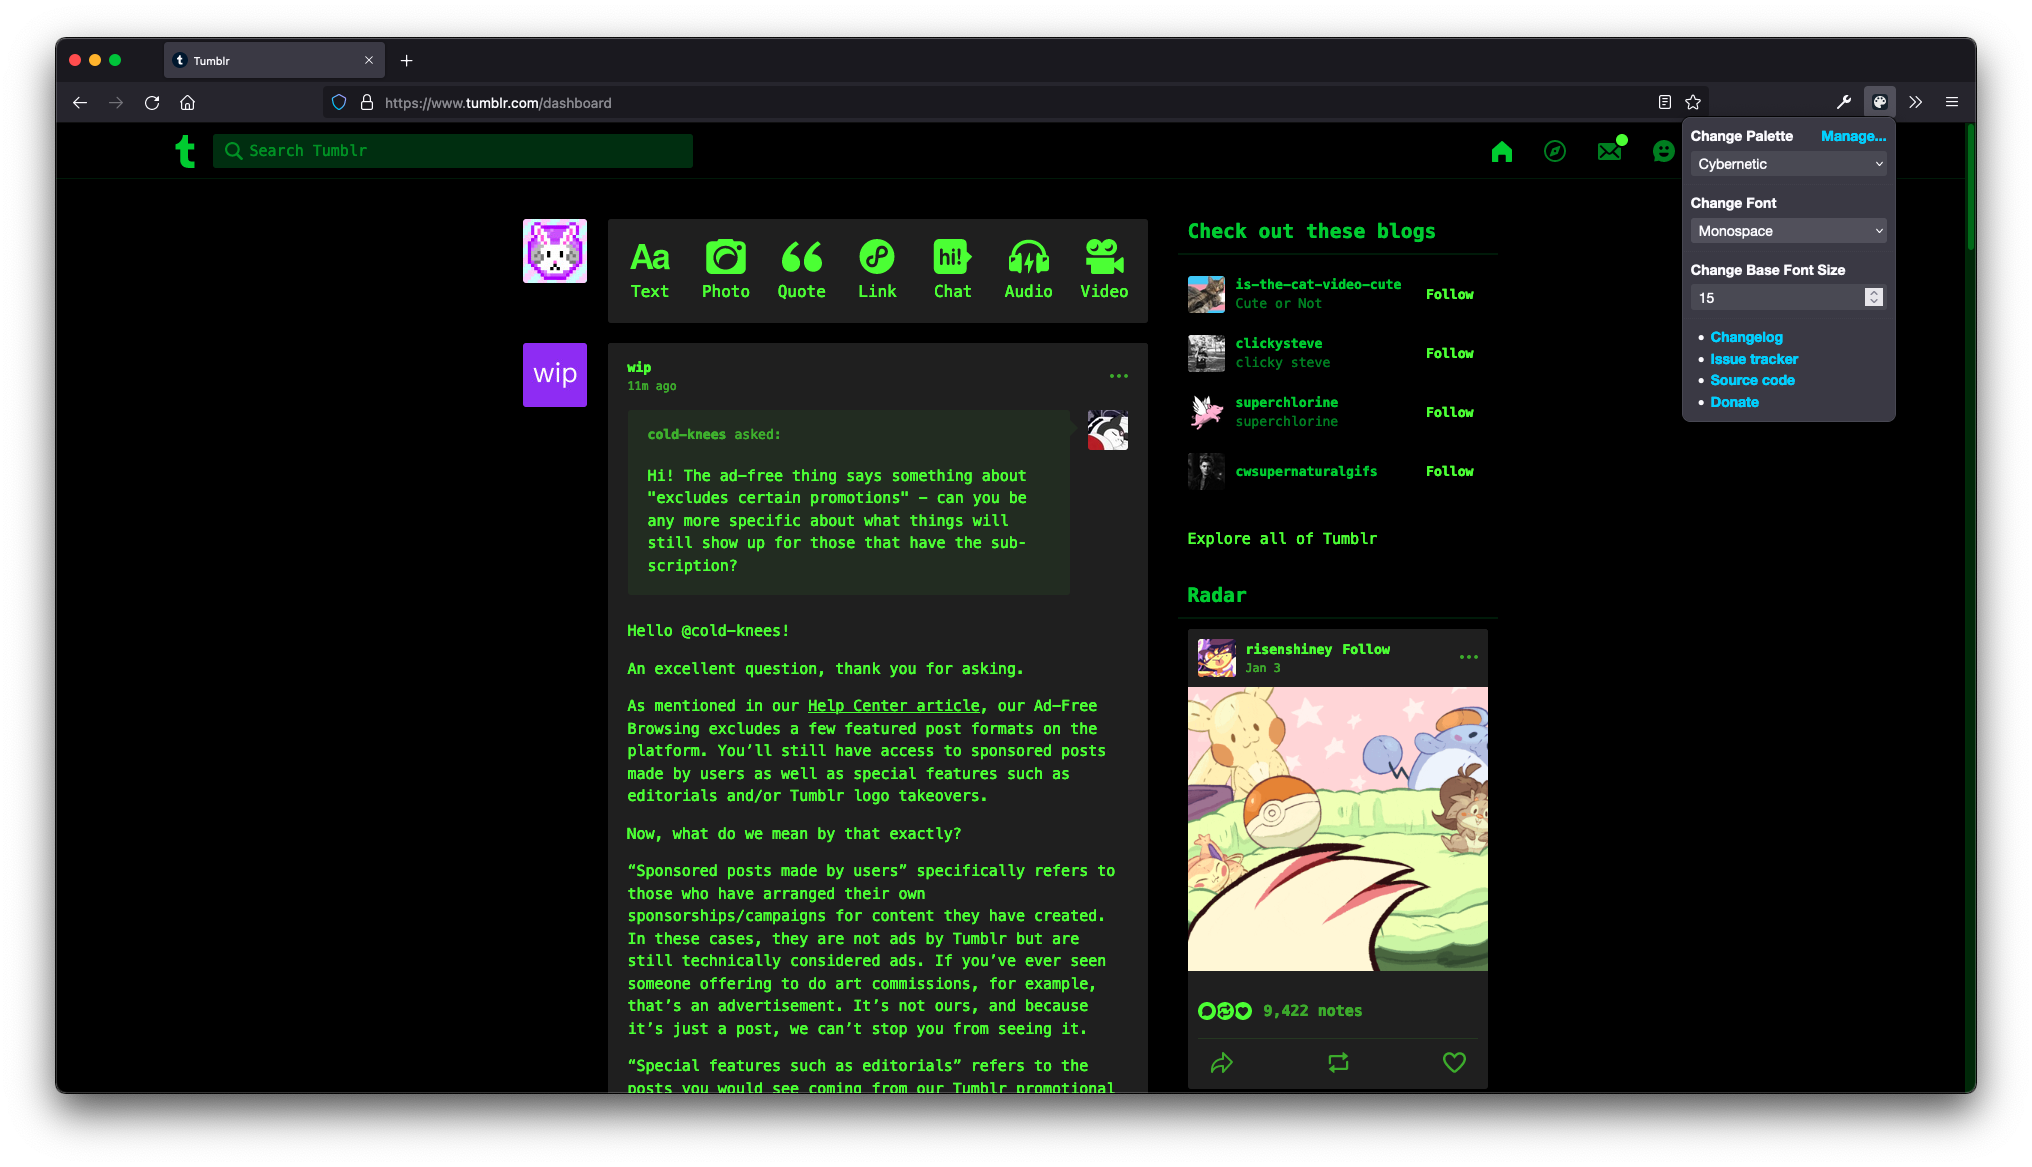 Tumblr
https://www.tumblr.com/dashboard
t
Search Tumblr
Change Palette Manage...
Cybernetic
Change Font
Monospace
Change Base Font Size
15
Changelog
Issue tracker
Source code
Donate
Aa
hi!
Text Photo Quote Link Chat Audio Video
wip
wip
11m ago
cold-knees asked:
Hi! The ad-free thing says something about
"excludes certain promotions" - can you be
any more specific about what things will
still show up for those that have the sub-
scription?
Hello @cold-knees!
An excellent question, thank you for asking.
As mentioned in our Help Center article, our Ad-Free
Browsing excludes a few featured post formats on the
platform. You’ll still have access to sponsored posts
made by users as well as special features such as
editorials and/or Tumblr logo takeovers.
Now, what do we mean by that exactly?
“Sponsored posts made by users” specifically refers to
those who have arranged their own
sponsorships/campaigns for content they have created.
In these cases, they are not ads by Tumblr but are
still technically considered ads. If you’ve ever seen
someone offering to do art commissions, for example,
that’s an advertisement. It’s not ours, and because
it’s just a post, we can’t stop you from seeing it.
“Special features such as editorials” refers to the
posts you would see coming from our Tumblr promotional
Check out these blogs
is-the-cat-video-cute
Cute or Not
Follow
clickysteve
clicky steve
Follow
superchlorine
superchlorine
Follow
cwsupernaturalgifs
Follow
Explore all of Tumblr
Radar
risenshiney Follow
Jan 3
9,422 notes